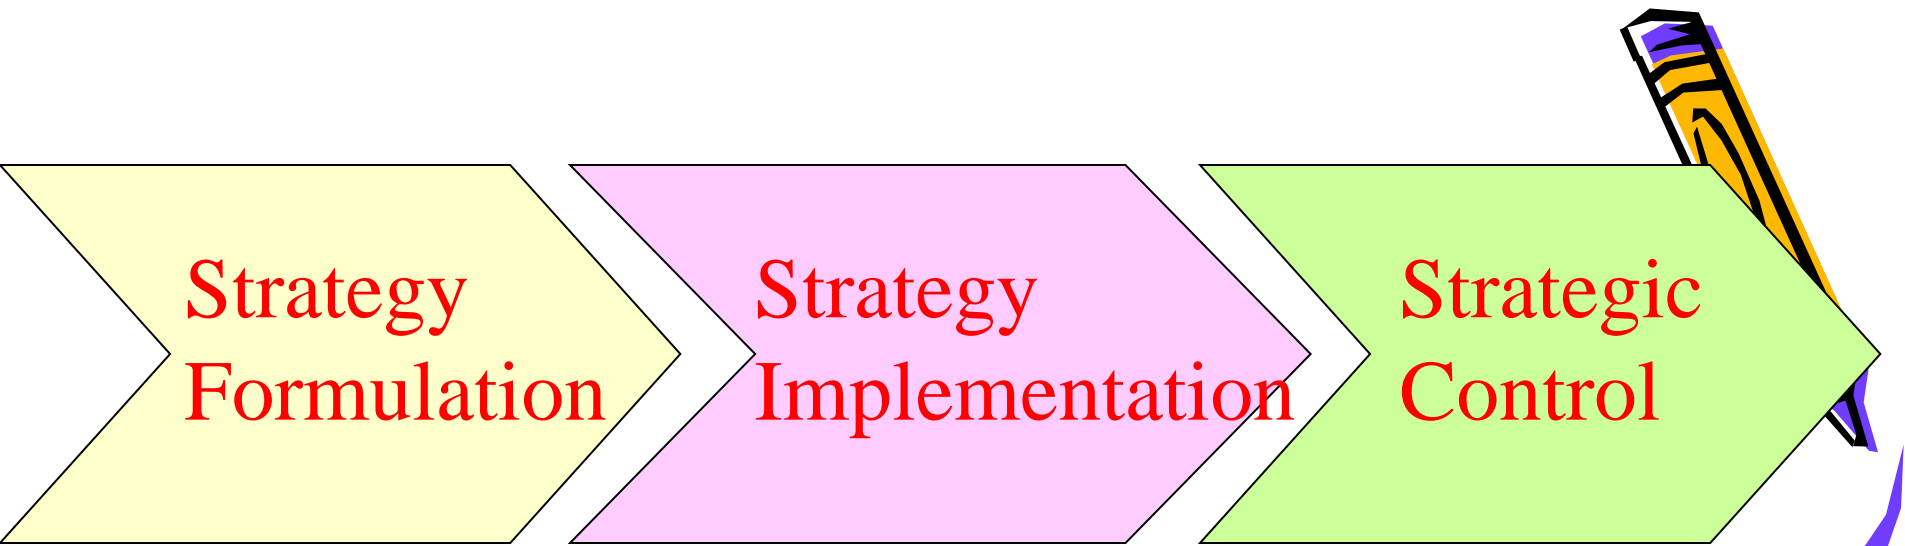 Strategy
Formulation
Strategy
Implementation
Strategic
Control